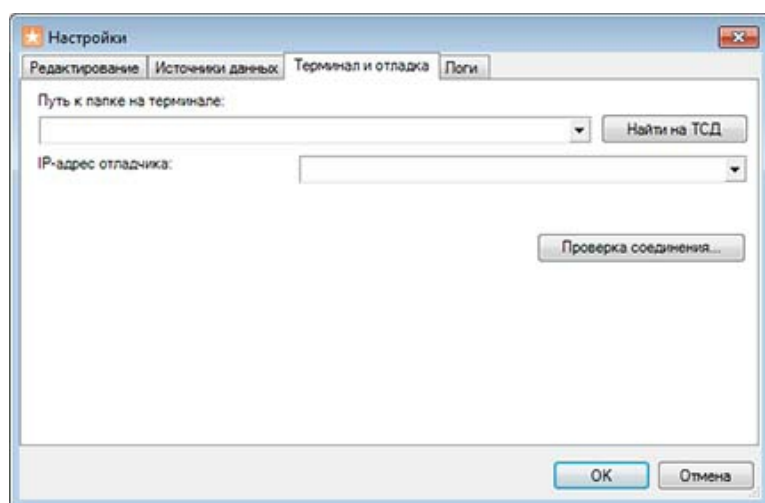 Настройки
Редактирование Источники данных Терминал и отладка Логи
Путь к папке на терминале:
Найти на ТСД
IP-адрес отладчика:
Проверка соединения...
OK Отмена